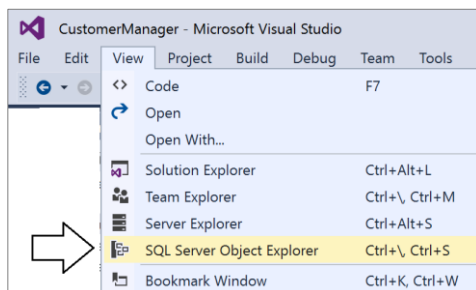 CustomerManager - Microsoft Visual Studio
File Edit View Project Build Debug Team Tools
Code F7
Open
Open With...
Solution Explorer Ctrl+Alt+L
Team Explorer Ctrl+\, Ctrl+M
Server Explorer Ctrl+Alt+S
SQL Server Object Explorer Ctrl+\, Ctrl+S
Bookmark Window Ctrl+K, Ctrl+W